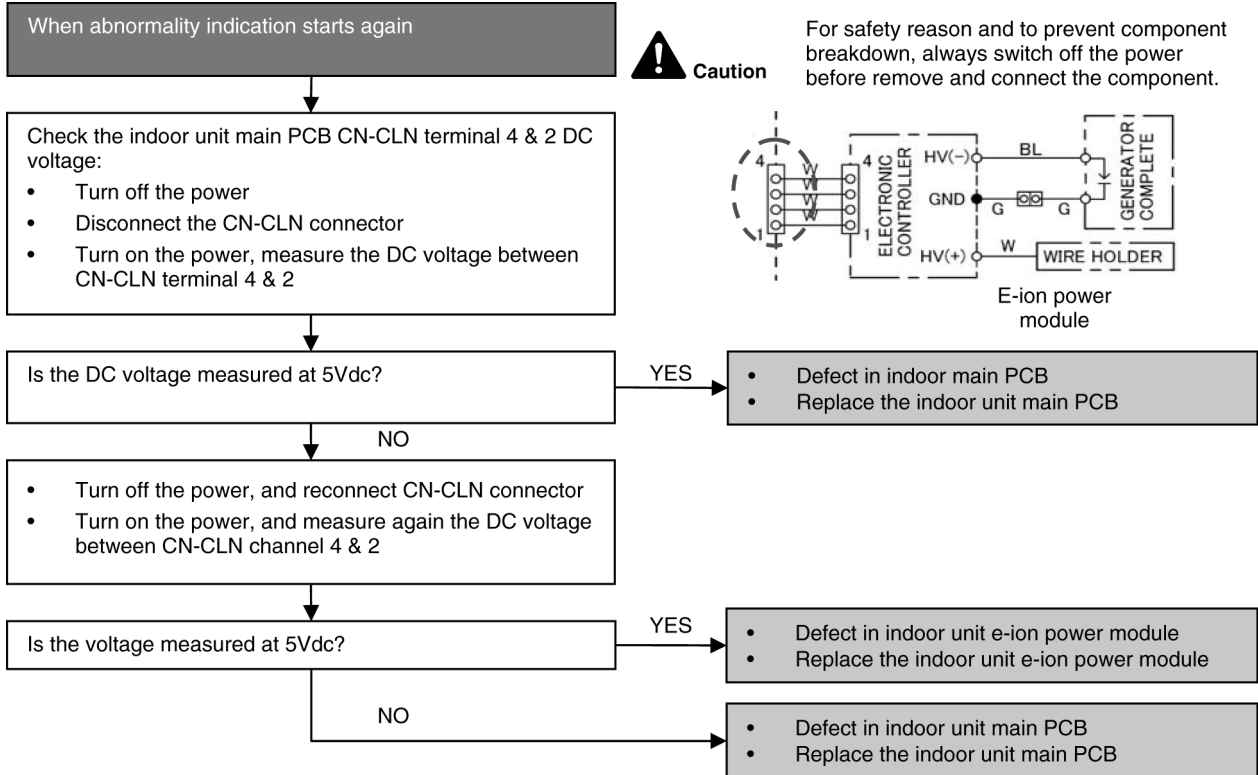 When abnormality indication starts again
Caution
For safety reason and to prevent component
breakdown, always switch off the power
before remove and connect the component.
Check the indoor unit main PCB CN-CLN terminal 4 & 2 DC
voltage:
• Turn off the power
• Disconnect the CN-CLN connector
• Turn on the power, measure the DC voltage between
CN-CLN terminal 4 & 2
4
1
W
W
W
4
1
ELECTRONIC
CONTROLLER
HV(-)
BL
GND
G
G
HV(+)
W
WIRE HOLDER
GENERATOR
COMPLETE
E-ion power
module
Is the DC voltage measured at 5Vdc?
YES
• Defect in indoor main PCB
• Replace the indoor unit main PCB
NO
• Turn off the power, and reconnect CN-CLN connector
• Turn on the power, and measure again the DC voltage
between CN-CLN channel 4 & 2
Is the voltage measured at 5Vdc?
YES
• Defect in indoor unit e-ion power module
• Replace the indoor unit e-ion power module
NO
• Defect in indoor unit main PCB
• Replace the indoor unit main PCB